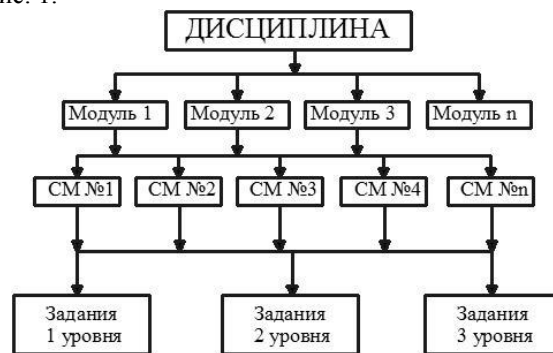 ДИСЦИПЛИНА
Модуль 1 Модуль 2 Модуль 3 Модуль n
СМ №1 СМ №2 СМ №3 СМ №4 СМ №n
Задания Задания Задания
1 уровня 2 уровня 3 уровня